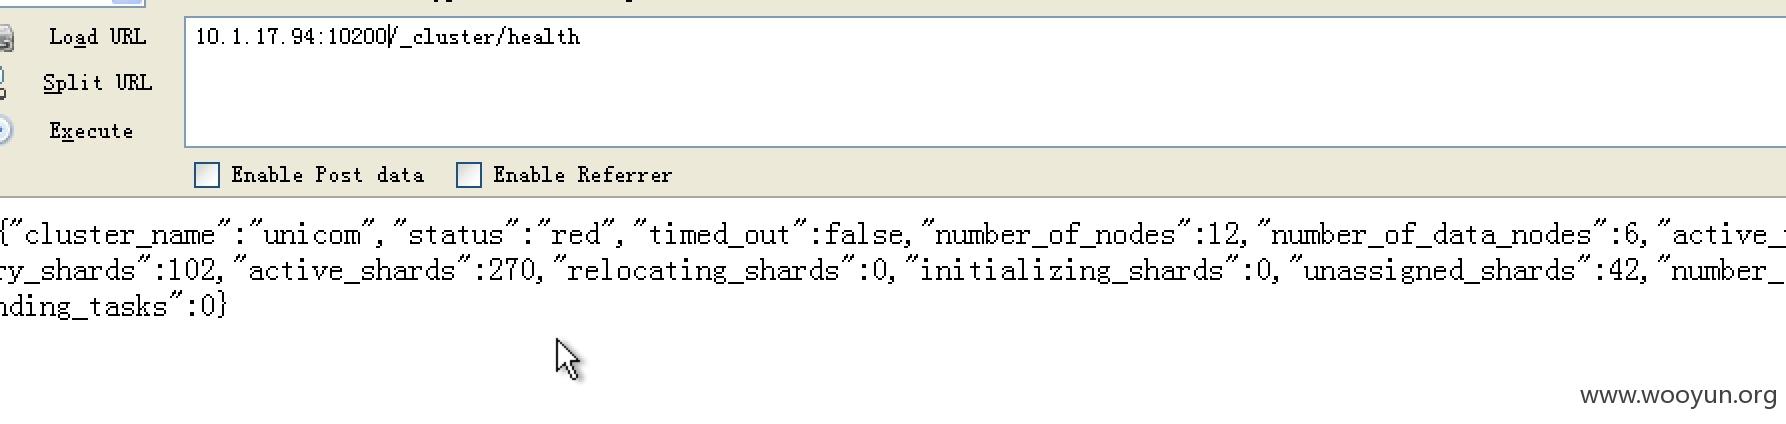 Load URL
10.1.17.94:10200/_cluster/health
Split URL
Execute
Enable Post data
Enable Referrer
{"cluster_name":"unicom","status":"red","timed_out":false,"number_of_nodes":12,"number_of_data_nodes":6,"active_
ry_shards":102,"active_shards":270,"relocating_shards":0,"initializing_shards":0,"unassigned_shards":42,"number_
nding_tasks":0}
www.wooyun.org